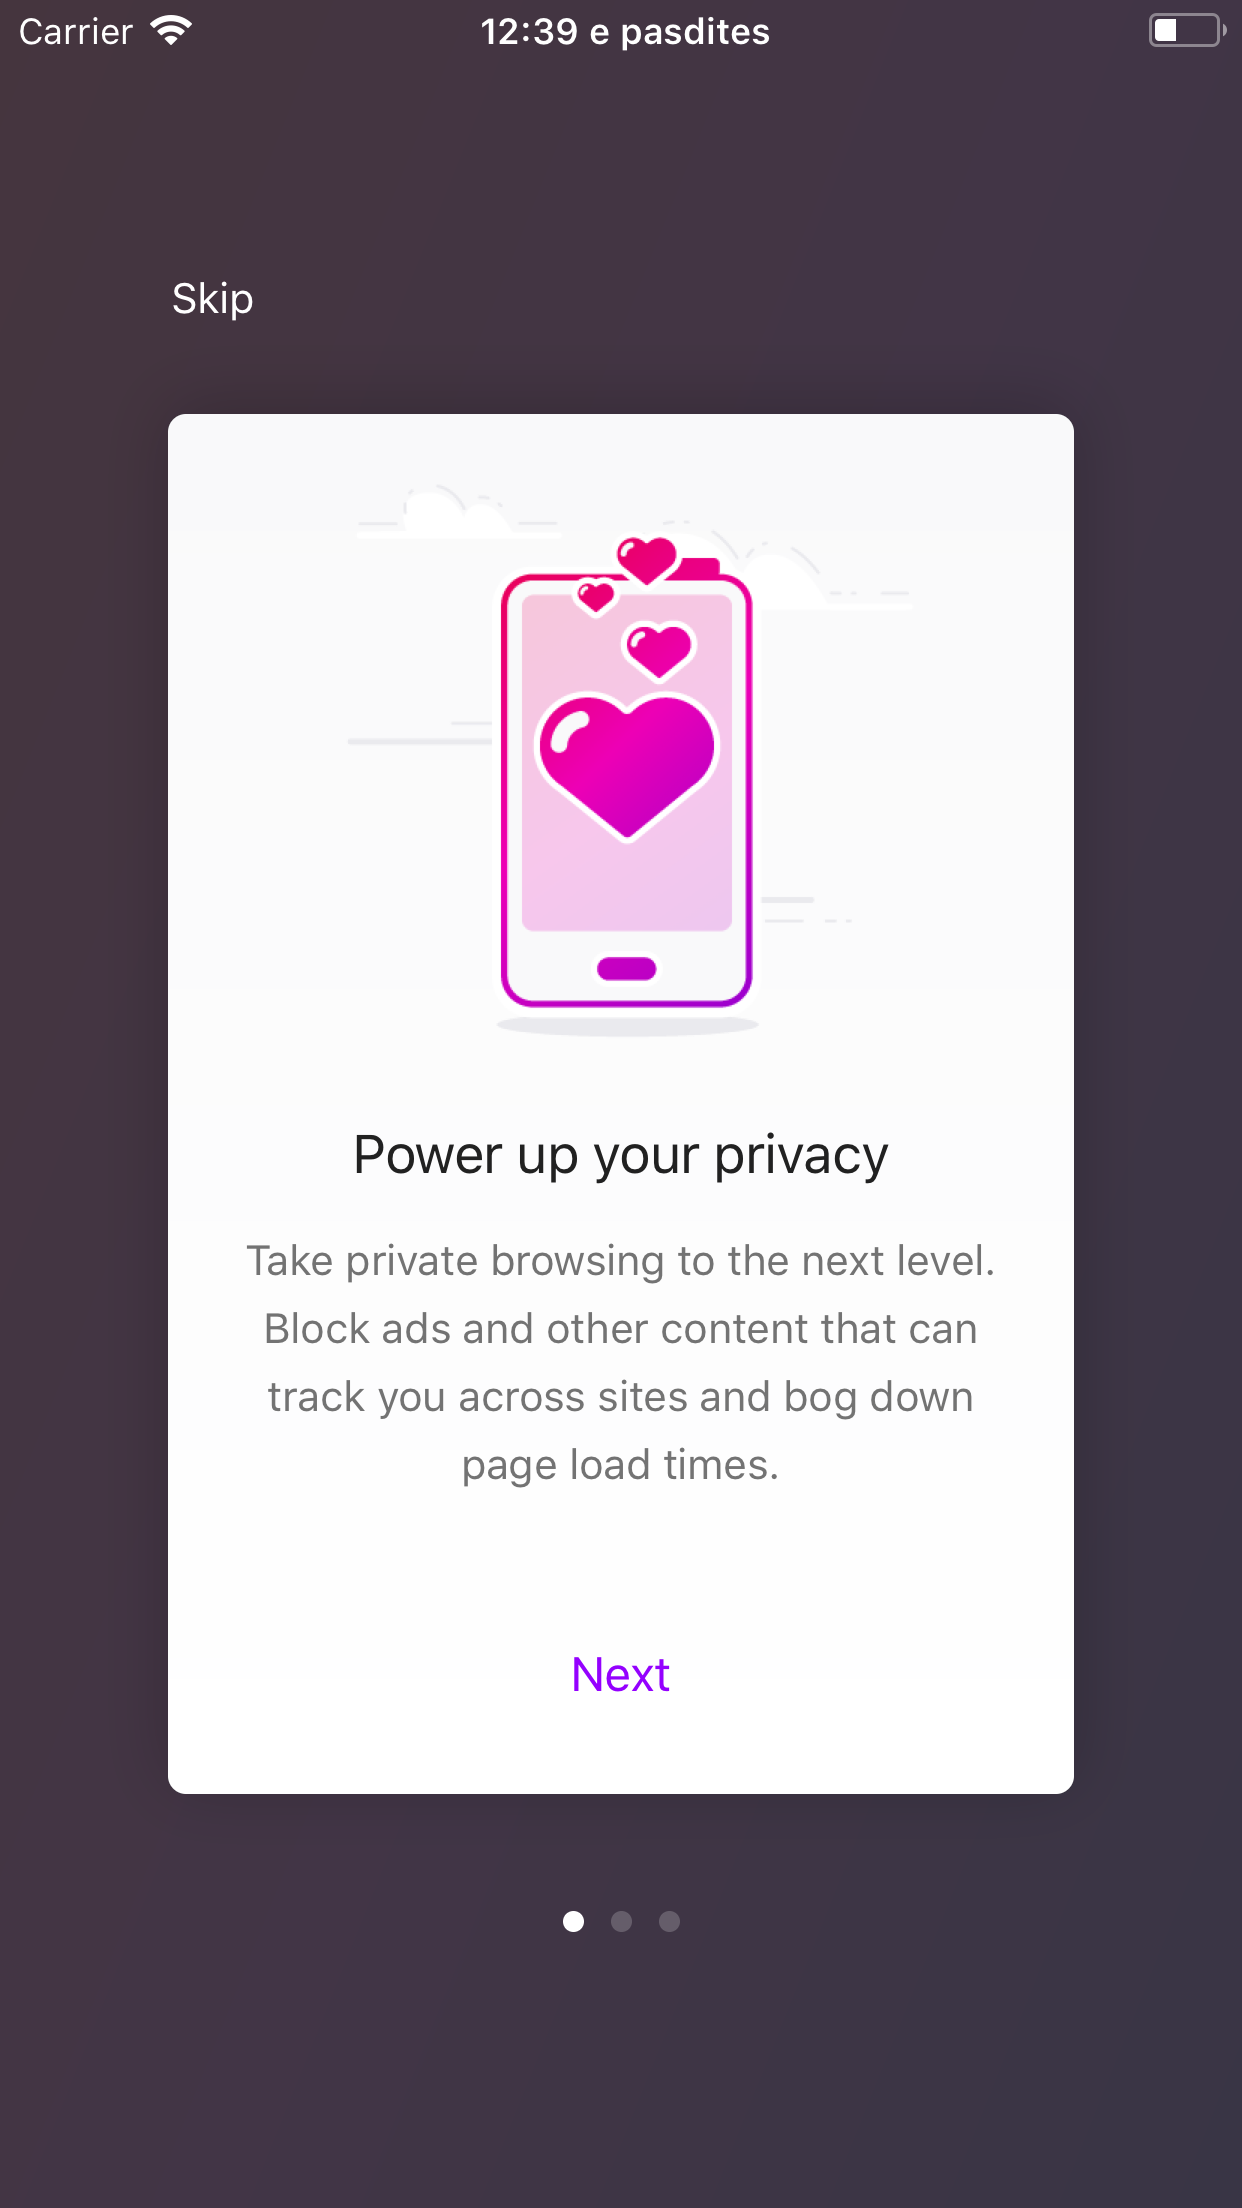 Carrier
12:39 e pasdites
Skip
Power up your privacy
Take private browsing to the next level.
Block ads and other content that can
track you across sites and bog down
page load times.
Next